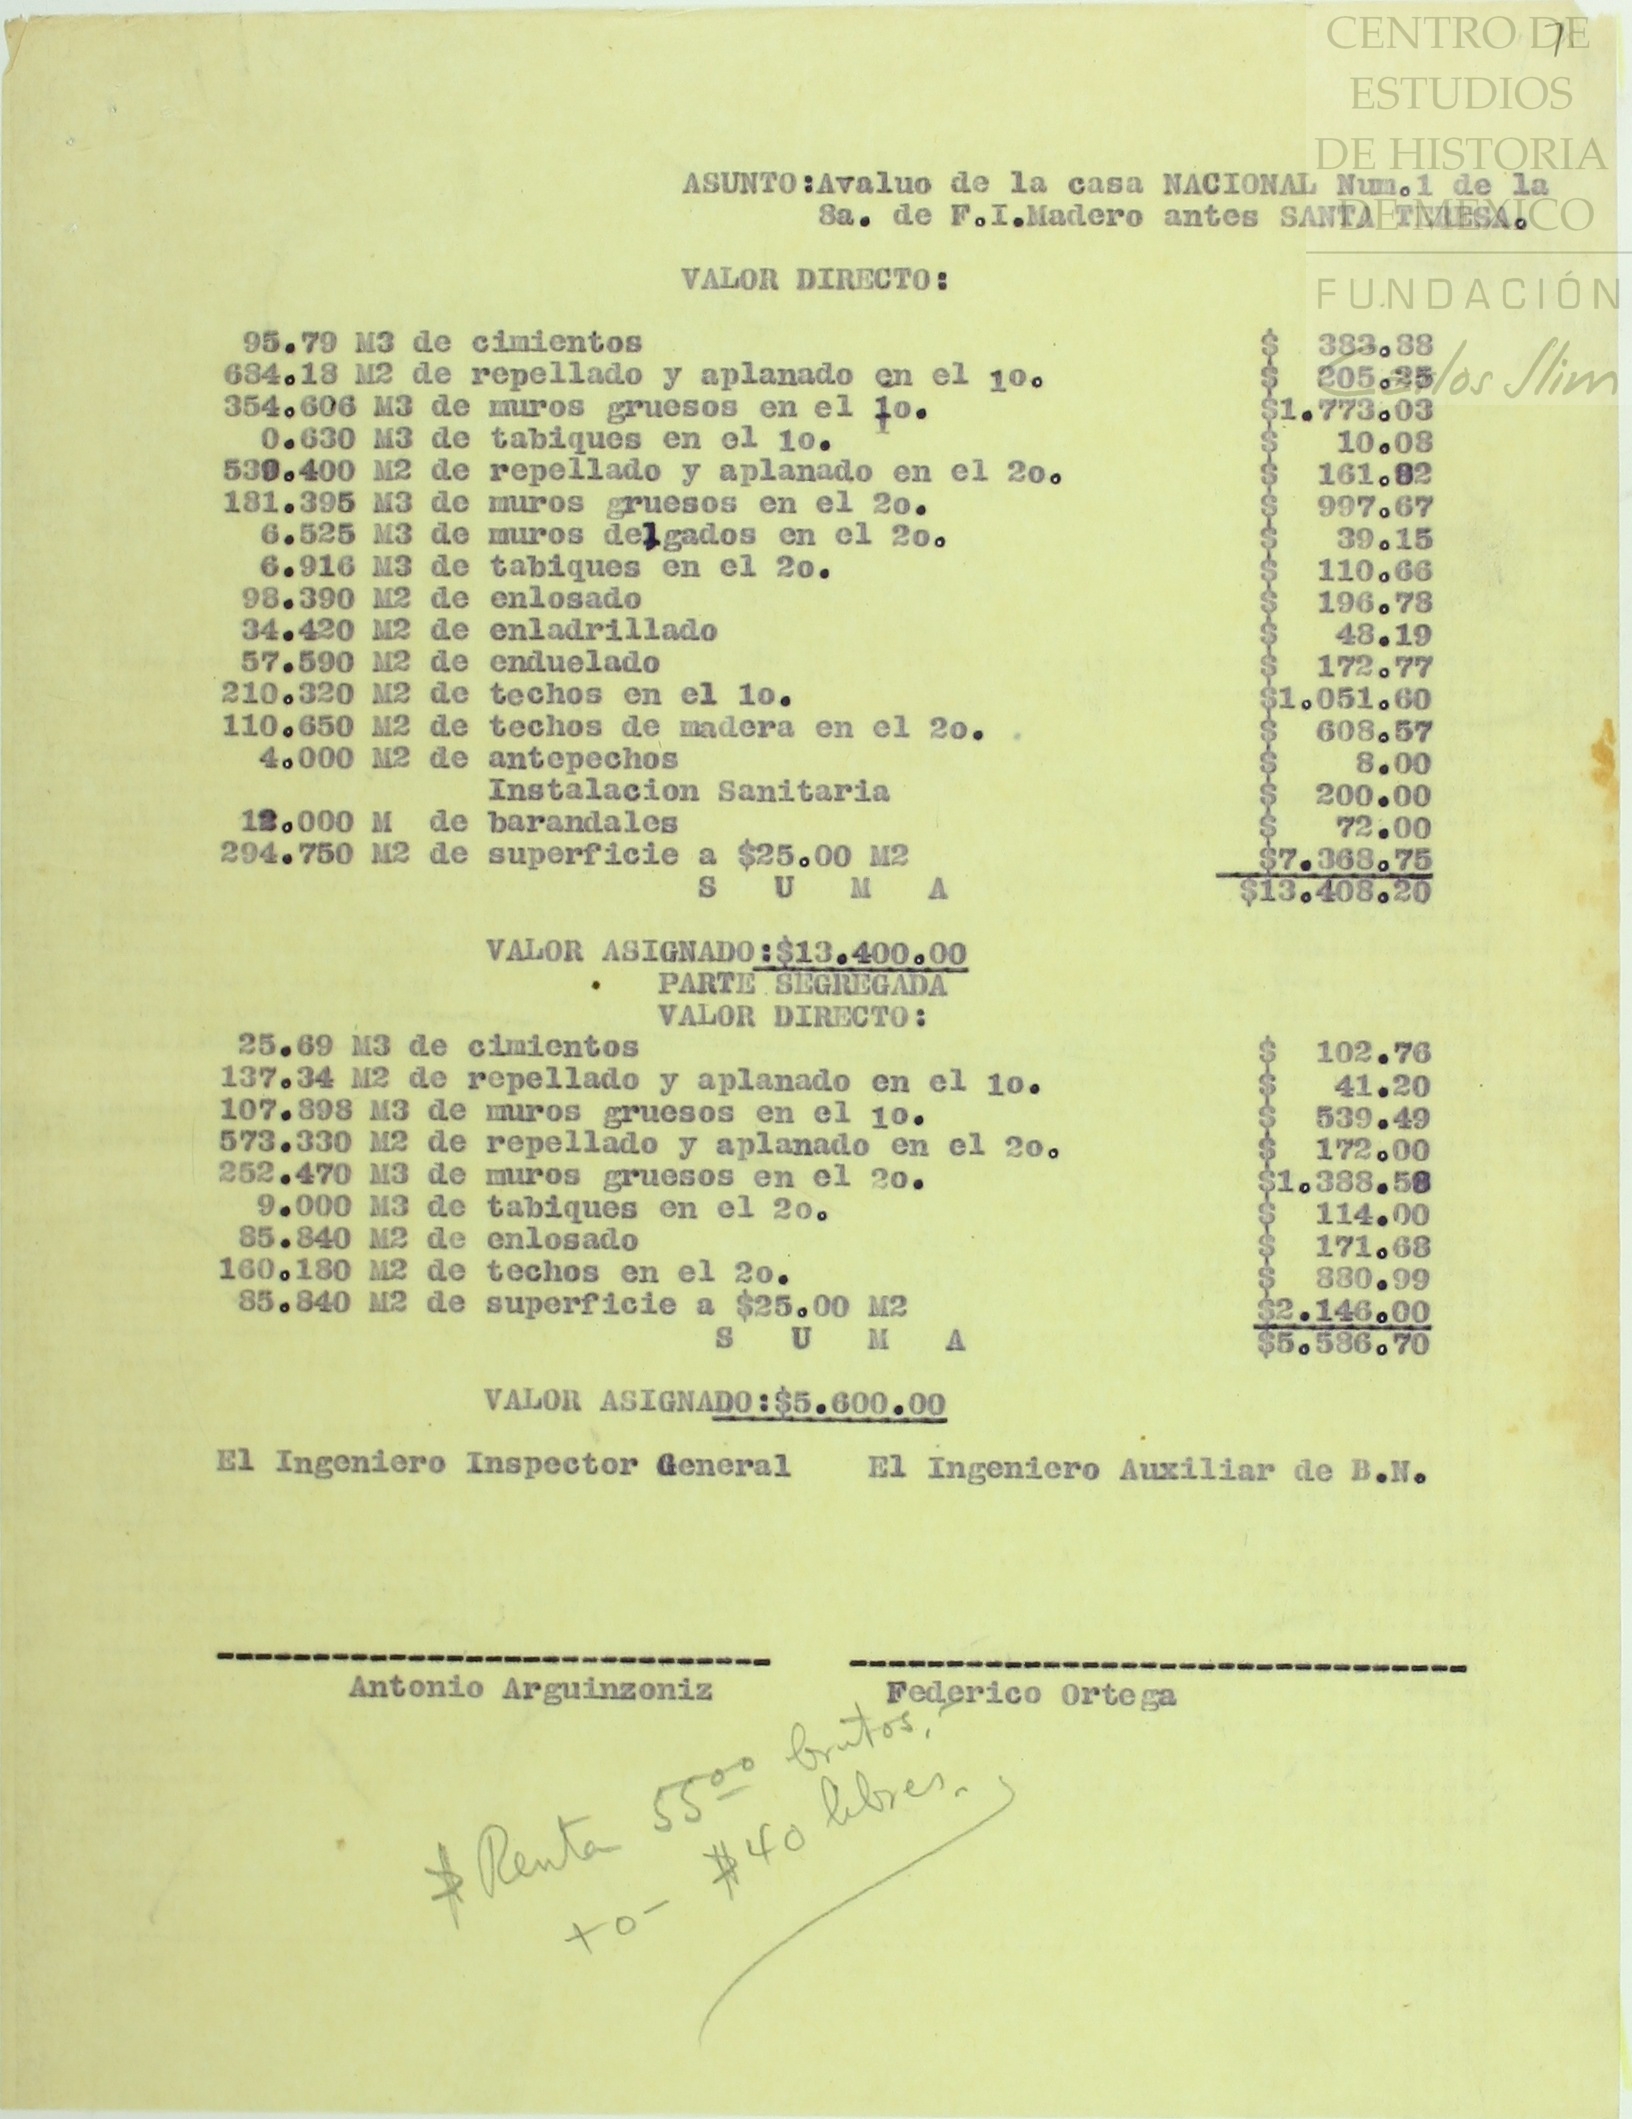 CENTRO DE
ESTUDIOS
DE HISTORIA
DE MÉXICO
FUNDACIÓN
Carlos Slim
7
ASUNTO:Avaluo de la casa NACIONAL Num.1 de la
8a. de F.I.Madero antes SANTA TERESA.
VALOR DIRECTO:
95.79 M3 de cimientos $ 383.88
684.18 M2 de repellado y aplanado en el 1o. $ 205.25
354.606 M3 de muros gruesos en el 1o. $1.773.03
0.630 M3 de tabiques en el 1o. $ 10.08
539.400 M2 de repellado y aplanado en el 2o. $ 161.82
181.395 M3 de muros gruesos en el 2o. $ 997.67
6.525 M3 de muros delgados en el 2o. $ 39.15
6.916 M3 de tabiques en el 2o. $ 110.66
98.390 M2 de enlosado $ 196.78
34.420 M2 de enladrillado $ 48.19
57.590 M2 de enduelado $ 172.77
210.320 M2 de techos en el 1o. $1.051.60
110.650 M2 de techos de madera en el 2o. $ 608.57
4.000 M2 de antepechos $ 8.00
Instalacion Sanitaria $ 200.00
12.000 M de barandales $ 72.00
294.750 M2 de superficie a $25.00 M2 $7.368.75
S U M A $13.408.20
VALOR ASIGNADO:$13.400.00
PARTE SEGREGADA
VALOR DIRECTO:
25.69 M3 de cimientos $ 102.76
137.34 M2 de repellado y aplanado en el 1o. $ 41.20
107.898 M3 de muros gruesos en el 1o. $ 539.49
573.330 M2 de repellado y aplanado en el 2o. $ 172.00
252.470 M3 de muros gruesos en el 2o. $1.388.58
9.000 M3 de tabiques en el 2o. $ 114.00
85.840 M2 de enlosado $ 171.68
160.180 M2 de techos en el 2o. $ 880.99
85.840 M2 de superficie a $25.00 M2 $2.146.00
S U M A $5.586.70
VALOR ASIGNADO:$5.600.00
El Ingeniero Inspector General El Ingeniero Auxiliar de B.N.
Antonio Arguinzoniz Federico Ortega
$ Renta 55.00 brutos.
+ o - $40 libres.